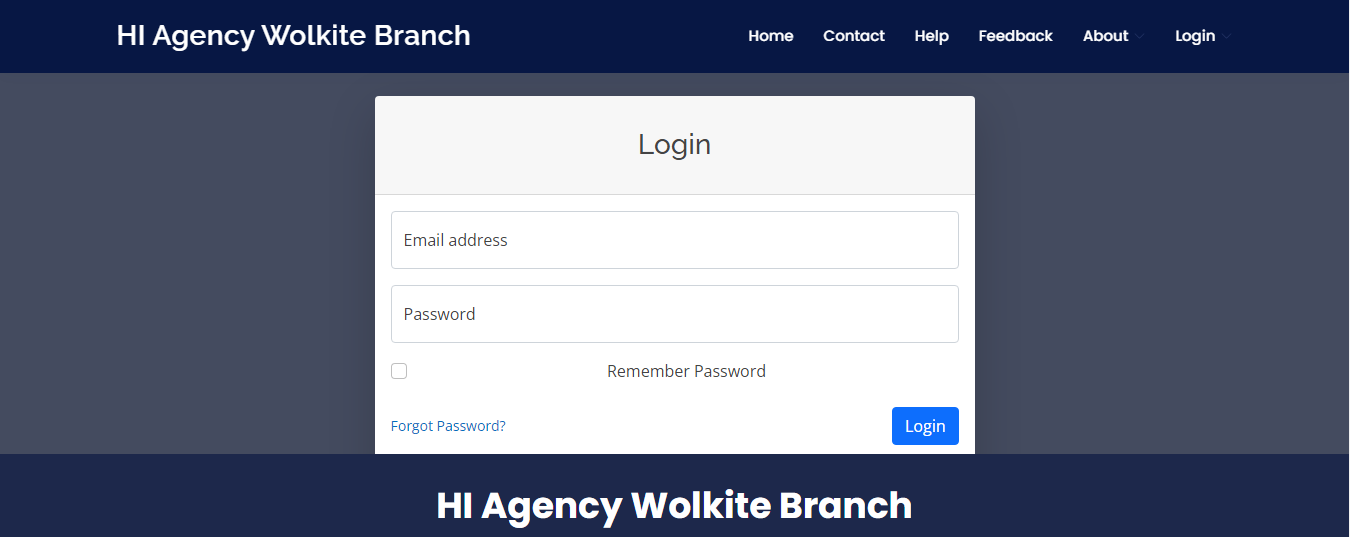 HI Agency Wolkite Branch
Home Contact Help Feedback About Login
Login
Email address
Password
Remember Password
Forgot Password? Login
HI Agency Wolkite Branch